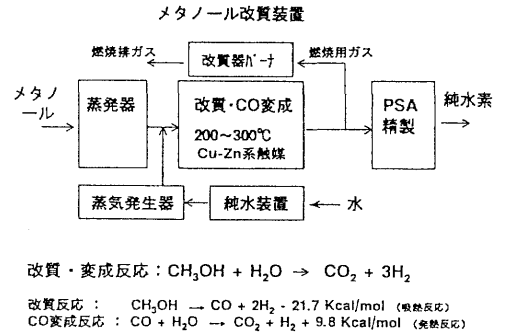 メタノール改質装置
燃焼排ガス
改質器ﾊﾞｰﾅ
燃焼用ガス
メタノール
蒸発器
改質・CO変成
200～300℃
Cu-Zn系触媒
PSA
精製
純水素
蒸気発生器
純水装置
水
改質・変成反応：CH₃OH + H₂O → CO₂ + 3H₂
改質反応： CH₃OH → CO + 2H₂ - 21.7 Kcal/mol （吸熱反応）
CO変成反応： CO + H₂O → CO₂ + H₂ + 9.8 Kcal/mol （発熱反応）